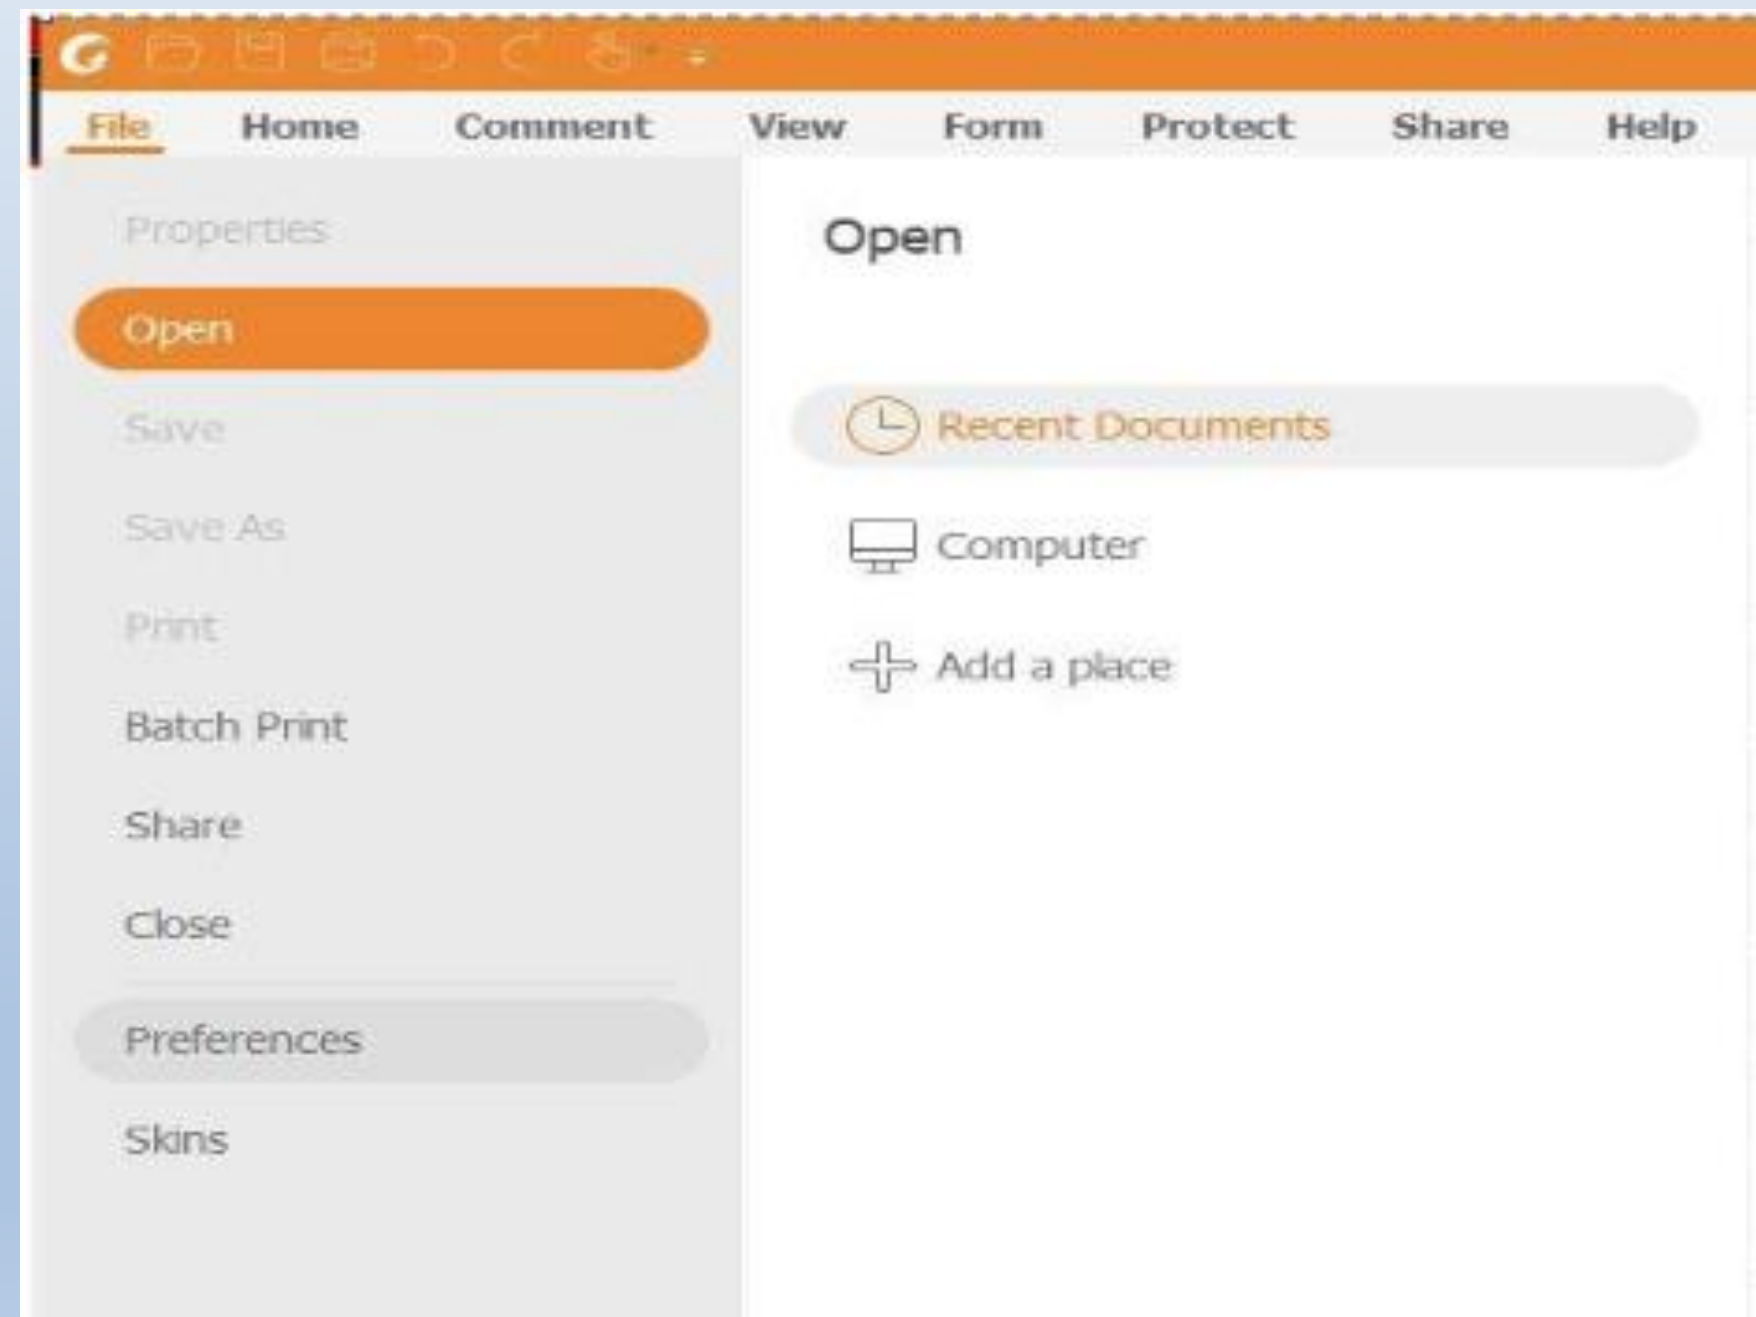 File Home Comment View Form Protect Share Help
Properties
Open
Save
Save As
Print
Batch Print
Share
Close
Preferences
Skins
Open
Recent Documents
Computer
Add a place